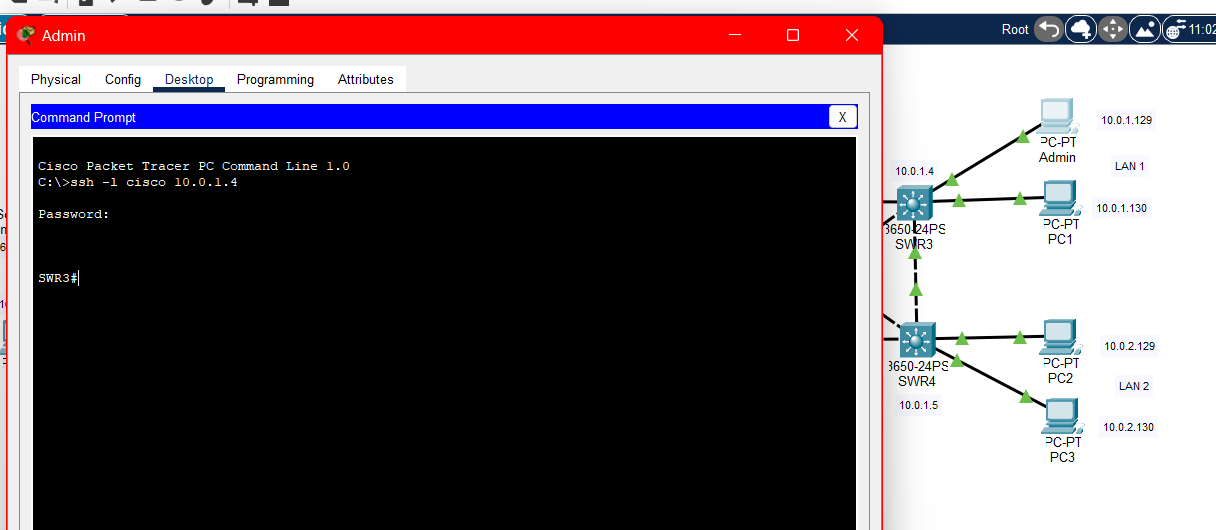 Admin
Root
11:02
Physical Config Desktop Programming Attributes
Command Prompt
X
Cisco Packet Tracer PC Command Line 1.0
C:\>ssh -l cisco 10.0.1.4
Password:
SWR3#
10.0.1.129
PC-PT
Admin
LAN 1
10.0.1.4
3650-24PS
SWR3
10.0.1.130
PC-PT
PC1
3650-24PS
SWR4
10.0.1.5
10.0.2.129
PC-PT
PC2
LAN 2
10.0.2.130
PC-PT
PC3